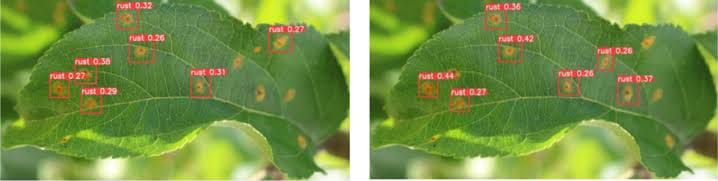 rust 0.32
rust 0.26
rust 0.27
rust 0.38
rust 0.27
rust 0.29
rust 0.31
rust 0.36
rust 0.42
rust 0.26
rust 0.44
rust 0.27
rust 0.26
rust 0.37